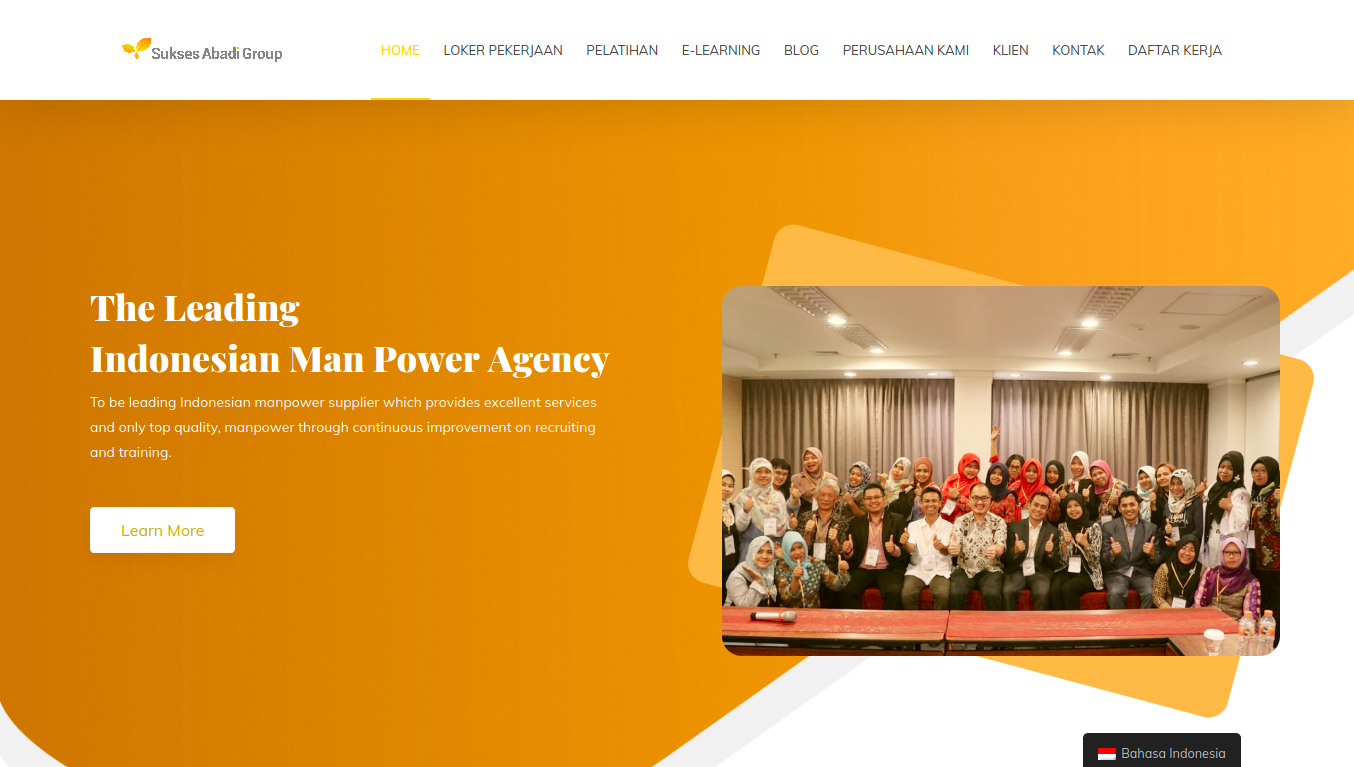 Sukses Abadi Group
HOME LOKER PEKERJAAN PELATIHAN E-LEARNING BLOG PERUSAHAAN KAMI KLIEN KONTAK DAFTAR KERJA
The Leading
Indonesian Man Power Agency
To be leading Indonesian manpower supplier which provides excellent services
and only top quality, manpower through continuous improvement on recruiting
and training.
Learn More
Bahasa Indonesia